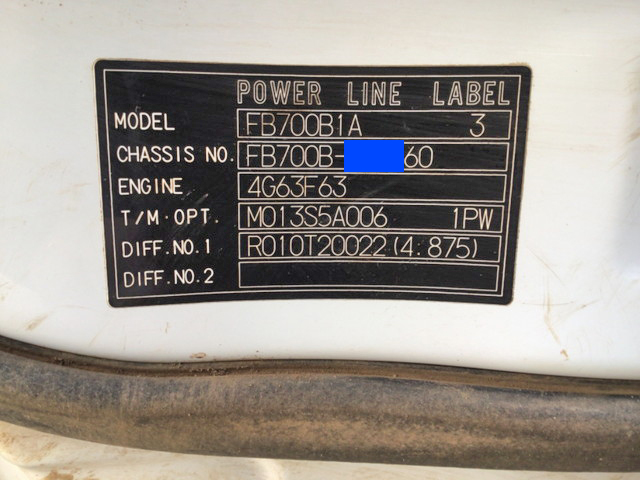 POWER LINE LABEL
MODEL FB700B1A 3
CHASSIS NO. FB700B- 60
ENGINE 4G63F63
T/M·OPT. M013S5A006 1PW
DIFF.NO.1 R010T20022(4.875)
DIFF.NO.2